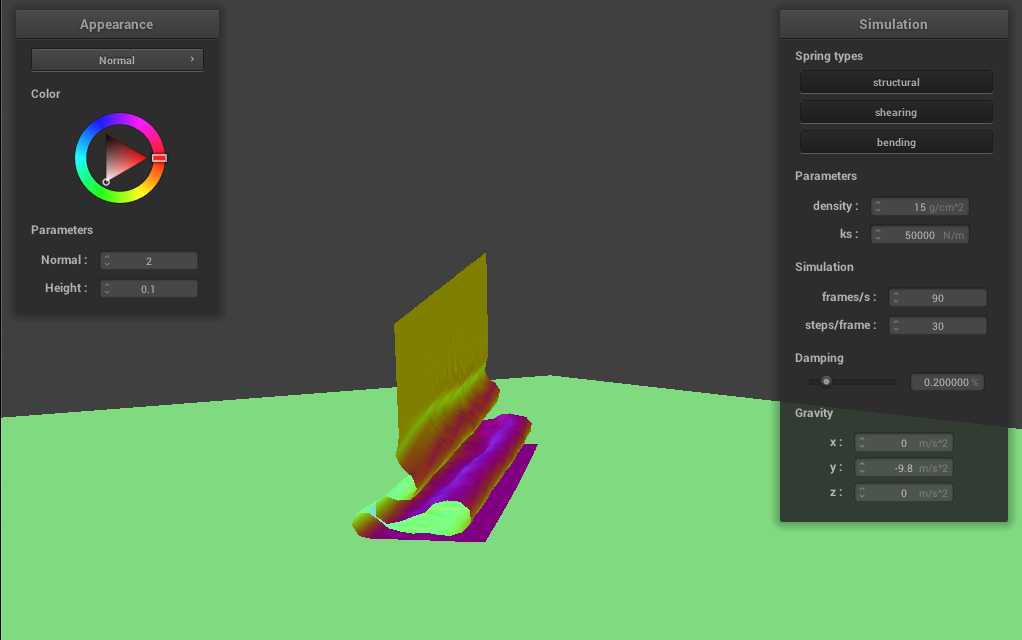 Appearance
Normal
Color
Parameters
Normal : 2
Height : 0.1
Simulation
Spring types
structural
shearing
bending
Parameters
density : 15 g/cm^2
ks : 50000 N/m
Simulation
frames/s : 90
steps/frame : 30
Damping
0.200000 %
Gravity
x : 0 m/s^2
y : -9.8 m/s^2
z : 0 m/s^2